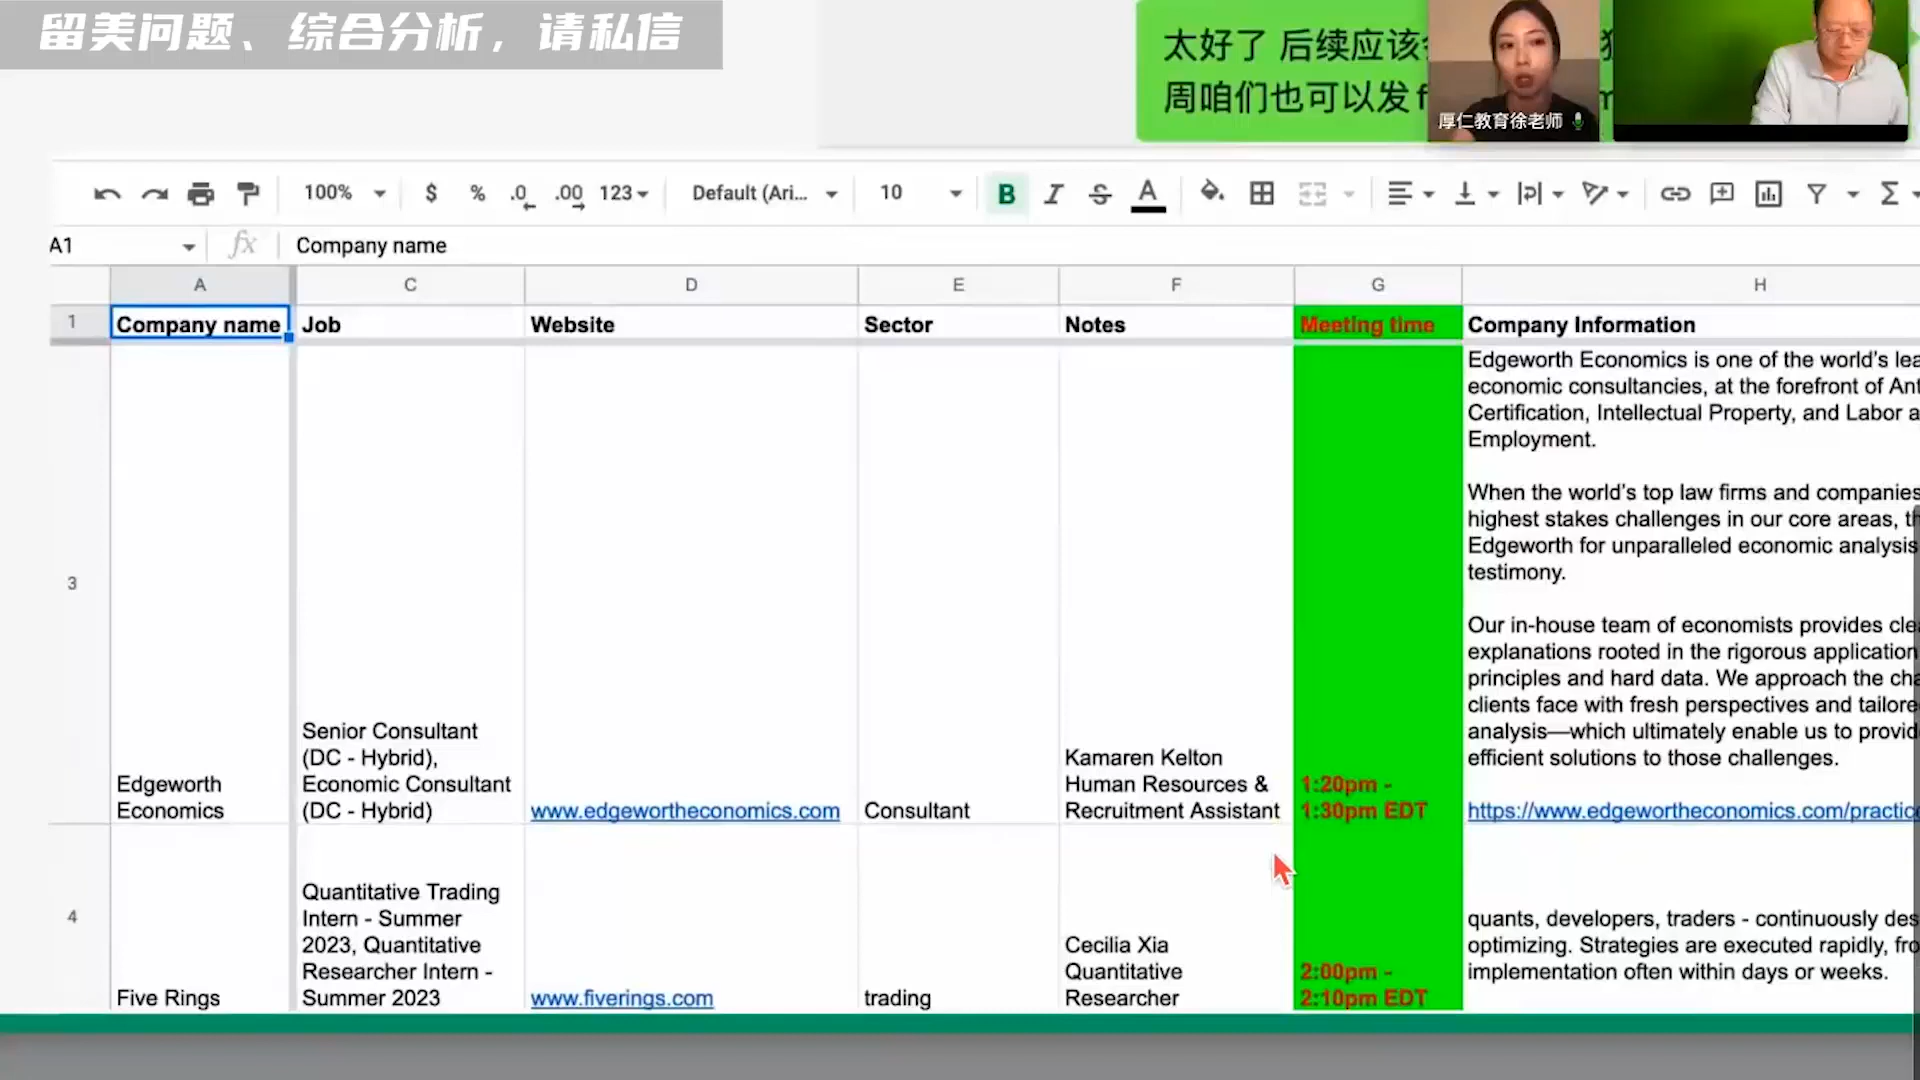 留美问题、综合分析，请私信
太好了 后续应该
周咱们也可以发f
厚仁教育徐老师
100%
$
%
.0
.00
123
Default (Ari...
10
B
I
S
A
A1
fx
Company name
A
C
D
E
F
G
H
1
Company name
Job
Website
Sector
Notes
Meeting time
Company Information
3
Edgeworth
Economics
Senior Consultant
(DC - Hybrid),
Economic Consultant
(DC - Hybrid)
www.edgewortheconomics.com
Consultant
Kamaren Kelton
Human Resources &
Recruitment Assistant
1:20pm -
1:30pm EDT
Edgeworth Economics is one of the world's lea
economic consultancies, at the forefront of Ant
Certification, Intellectual Property, and Labor a
Employment.
When the world's top law firms and companies
highest stakes challenges in our core areas, th
Edgeworth for unparalleled economic analysis
testimony.
Our in-house team of economists provides clea
explanations rooted in the rigorous application
principles and hard data. We approach the cha
clients face with fresh perspectives and tailore
analysis—which ultimately enable us to provid
efficient solutions to those challenges.
https://www.edgewortheconomics.com/practice
4
Five Rings
Quantitative Trading
Intern - Summer
2023, Quantitative
Researcher Intern -
Summer 2023
www.fiverings.com
trading
Cecilia Xia
Quantitative
Researcher
2:00pm -
2:10pm EDT
quants, developers, traders - continuously des
optimizing. Strategies are executed rapidly, fro
implementation often within days or weeks.